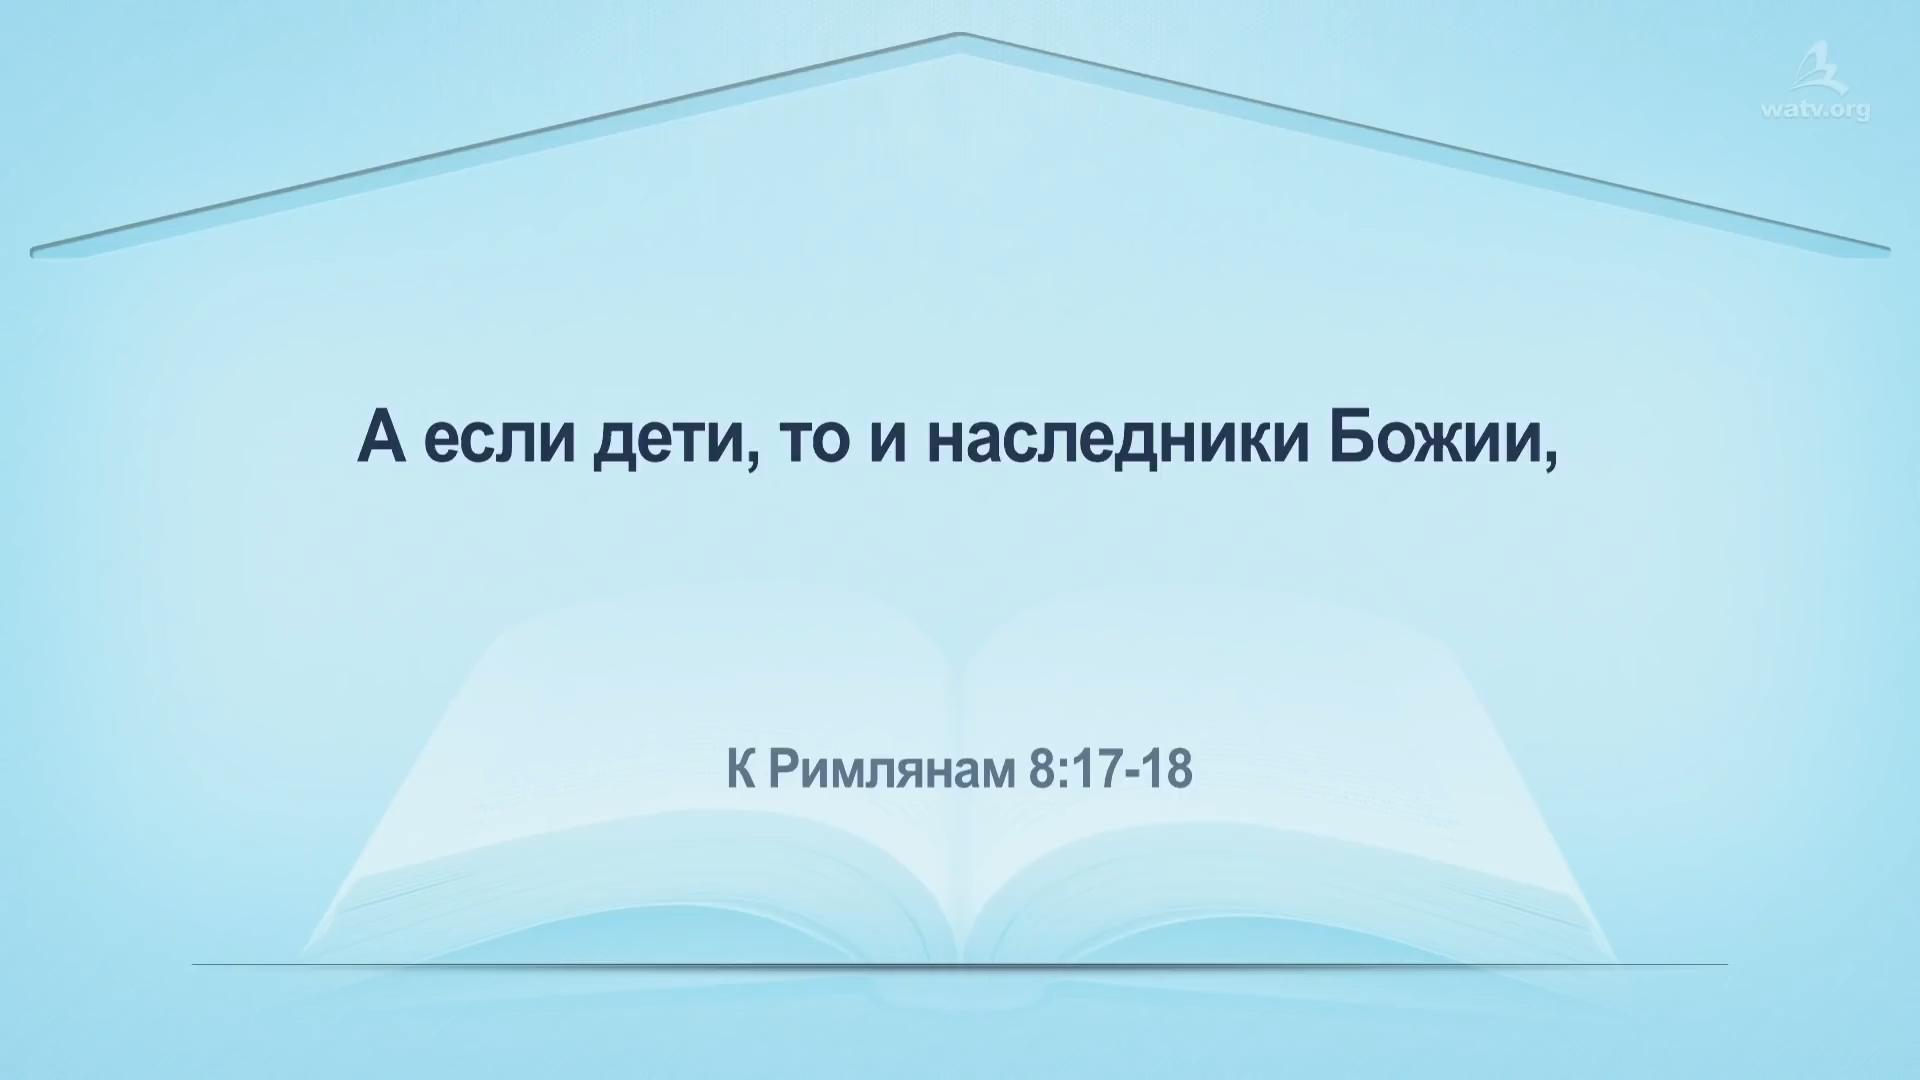 watv.org
А если дети, то и наследники Божии,
К Римлянам 8:17-18